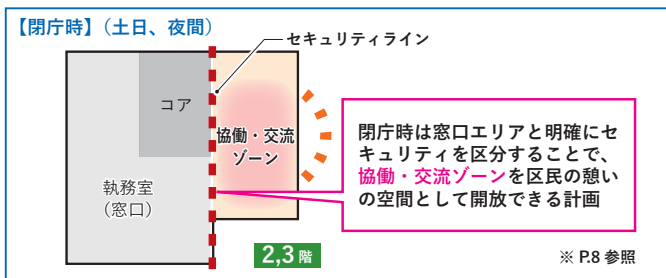 【閉庁時】（土日、夜間）
セキュリティライン
コア
協働・交流
ゾーン
執務室
（窓口）
閉庁時は窓口エリアと明確にセ
キュリティを区分することで、
協働・交流ゾーンを区民の憩い
の空間として開放できる計画
2,3 階
※ P.8 参照